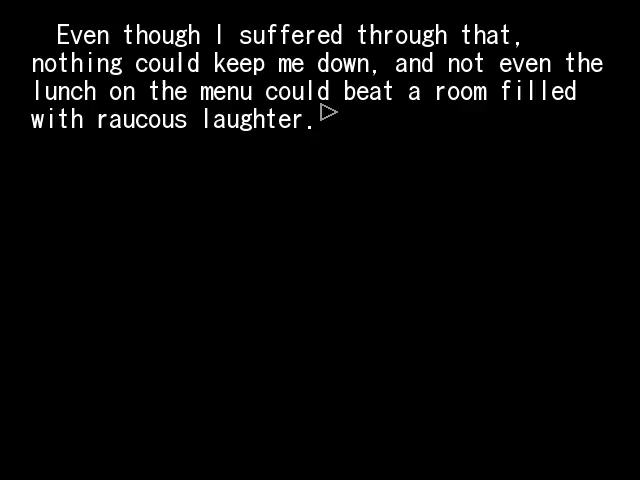 Even though I suffered through that,
nothing could keep me down, and not even the
lunch on the menu could beat a room filled
with raucous laughter.